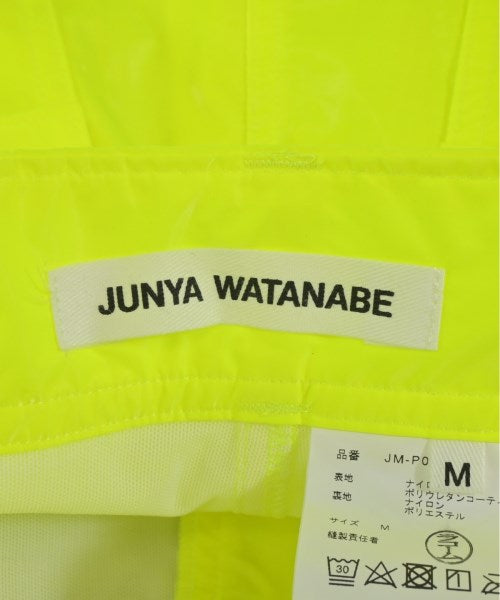 JUNYA WATANABE
品番 JM-P0
M
表地 ナイロ
ポリウレタンコーテ
裏地 ナイロン
ポリエステル
サイズ M
縫製責任者
30